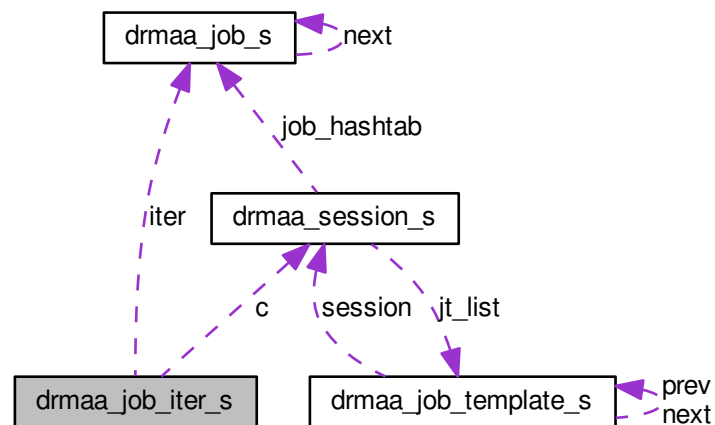 drmaa_job_s
next
job_hashtab
iter
drmaa_session_s
c
session
jt_list
drmaa_job_iter_s
drmaa_job_template_s
prev
next